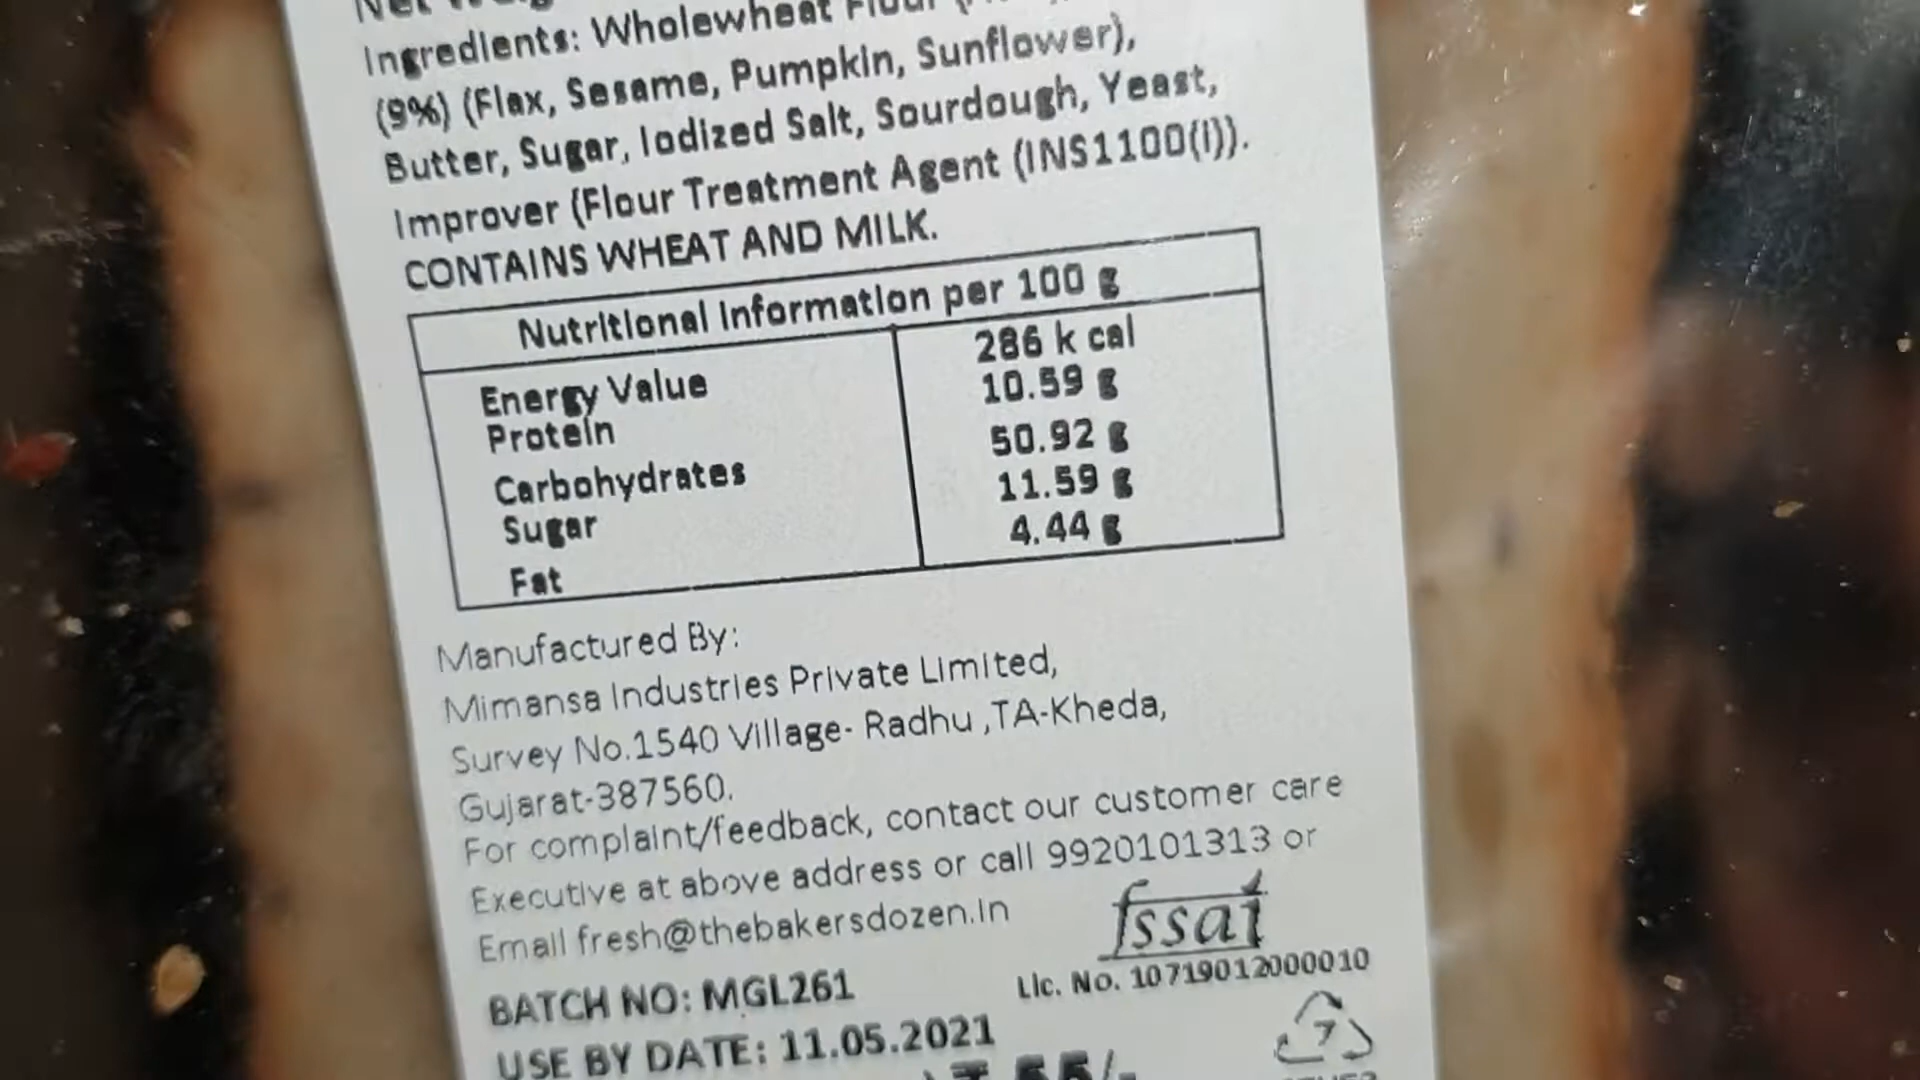 Net
Ingredients: Wholewheat Flour
(9%) (Flax, Sesame, Pumpkin, Sunflower),
Butter, Sugar, Iodized Salt, Sourdough, Yeast,
Improver (Flour Treatment Agent (INS1100(I)).
CONTAINS WHEAT AND MILK.
Nutritional Information per 100 g
Energy Value 286 k cal
Protein 10.59 g
Carbohydrates 50.92 g
Sugar 11.59 g
Fat 4.44 g
Manufactured By:
Mimansa Industries Private Limited,
Survey No.1540 Village- Radhu ,TA-Kheda,
Gujarat-387560.
For complaint/feedback, contact our customer care
Executive at above address or call 9920101313 or
Email fresh@thebakersdozen.in
fssai
Lic. No. 10719012000010
BATCH NO: MGL261
USE BY DATE: 11.05.2021
7
₹ 55/-